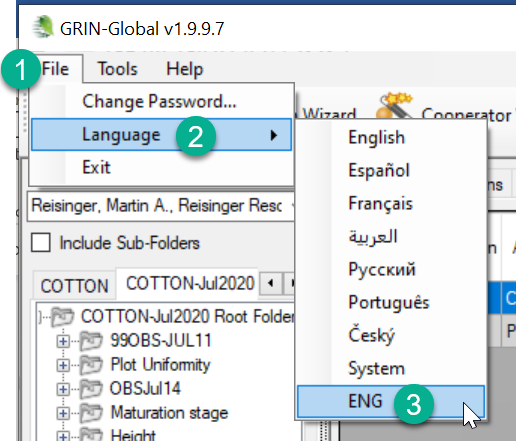 GRIN-Global v1.9.9.7
1 File Tools Help
Change Password...
Wizard
Cooperator
Language 2
Exit
English
Español
Français
العربية
Русский
Português
Český
System
ENG 3
Reisinger, Martin A., Reisinger Resc
Include Sub-Folders
COTTON COTTON-Jul2020
COTTON-Jul2020 Root Folder
99OBS-JUL11
Plot Uniformity
OBSJul14
Maturation stage
Height